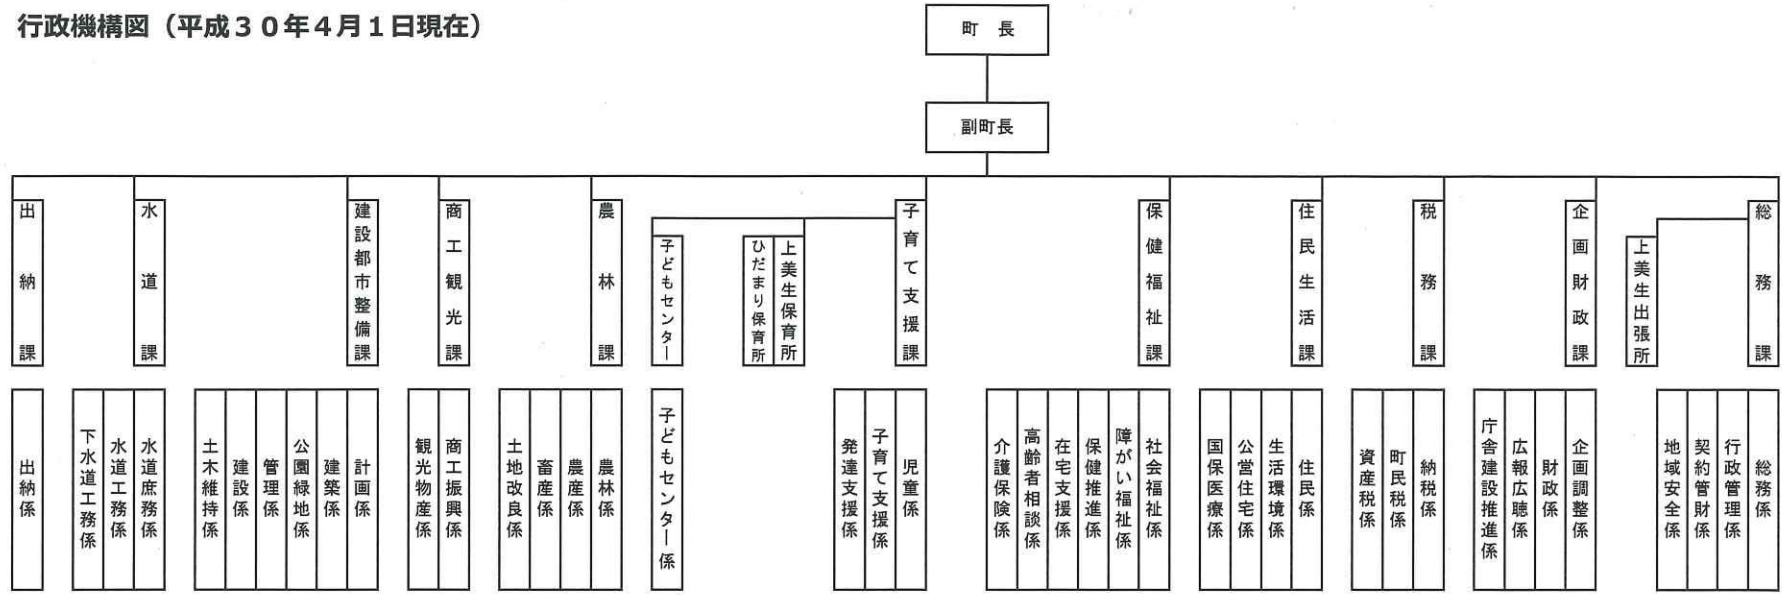 行政機構図（平成３０年４月１日現在）
町　長
副町長
総務課
上美生出張所
企画財政課
税務課
住民生活課
保健福祉課
子育て支援課
上美生保育所
ひだまり保育所
子どもセンター
農林課
商工観光課
建設都市整備課
水道課
出納課
総務係
行政管理係
契約管財係
地域安全係
企画調整係
財政係
広報広聴係
庁舎建設推進係
納税係
町民税係
資産税係
住民係
生活環境係
公営住宅係
国保医療係
社会福祉係
障がい福祉係
保健推進係
在宅支援係
高齢者相談係
介護保険係
児童係
子育て支援係
発達支援係
子どもセンター係
農林係
農産係
畜産係
土地改良係
商工振興係
観光物産係
計画係
建築係
公園緑地係
管理係
建設係
土木維持係
水道庶務係
水道工務係
下水道工務係
出納係